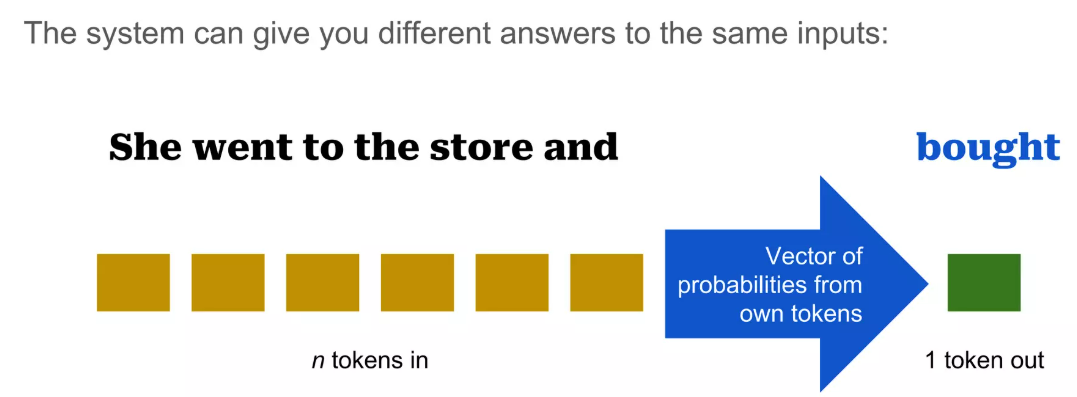 The system can give you different answers to the same inputs:
She went to the store and
bought
Vector of
probabilities from
own tokens
n tokens in
1 token out